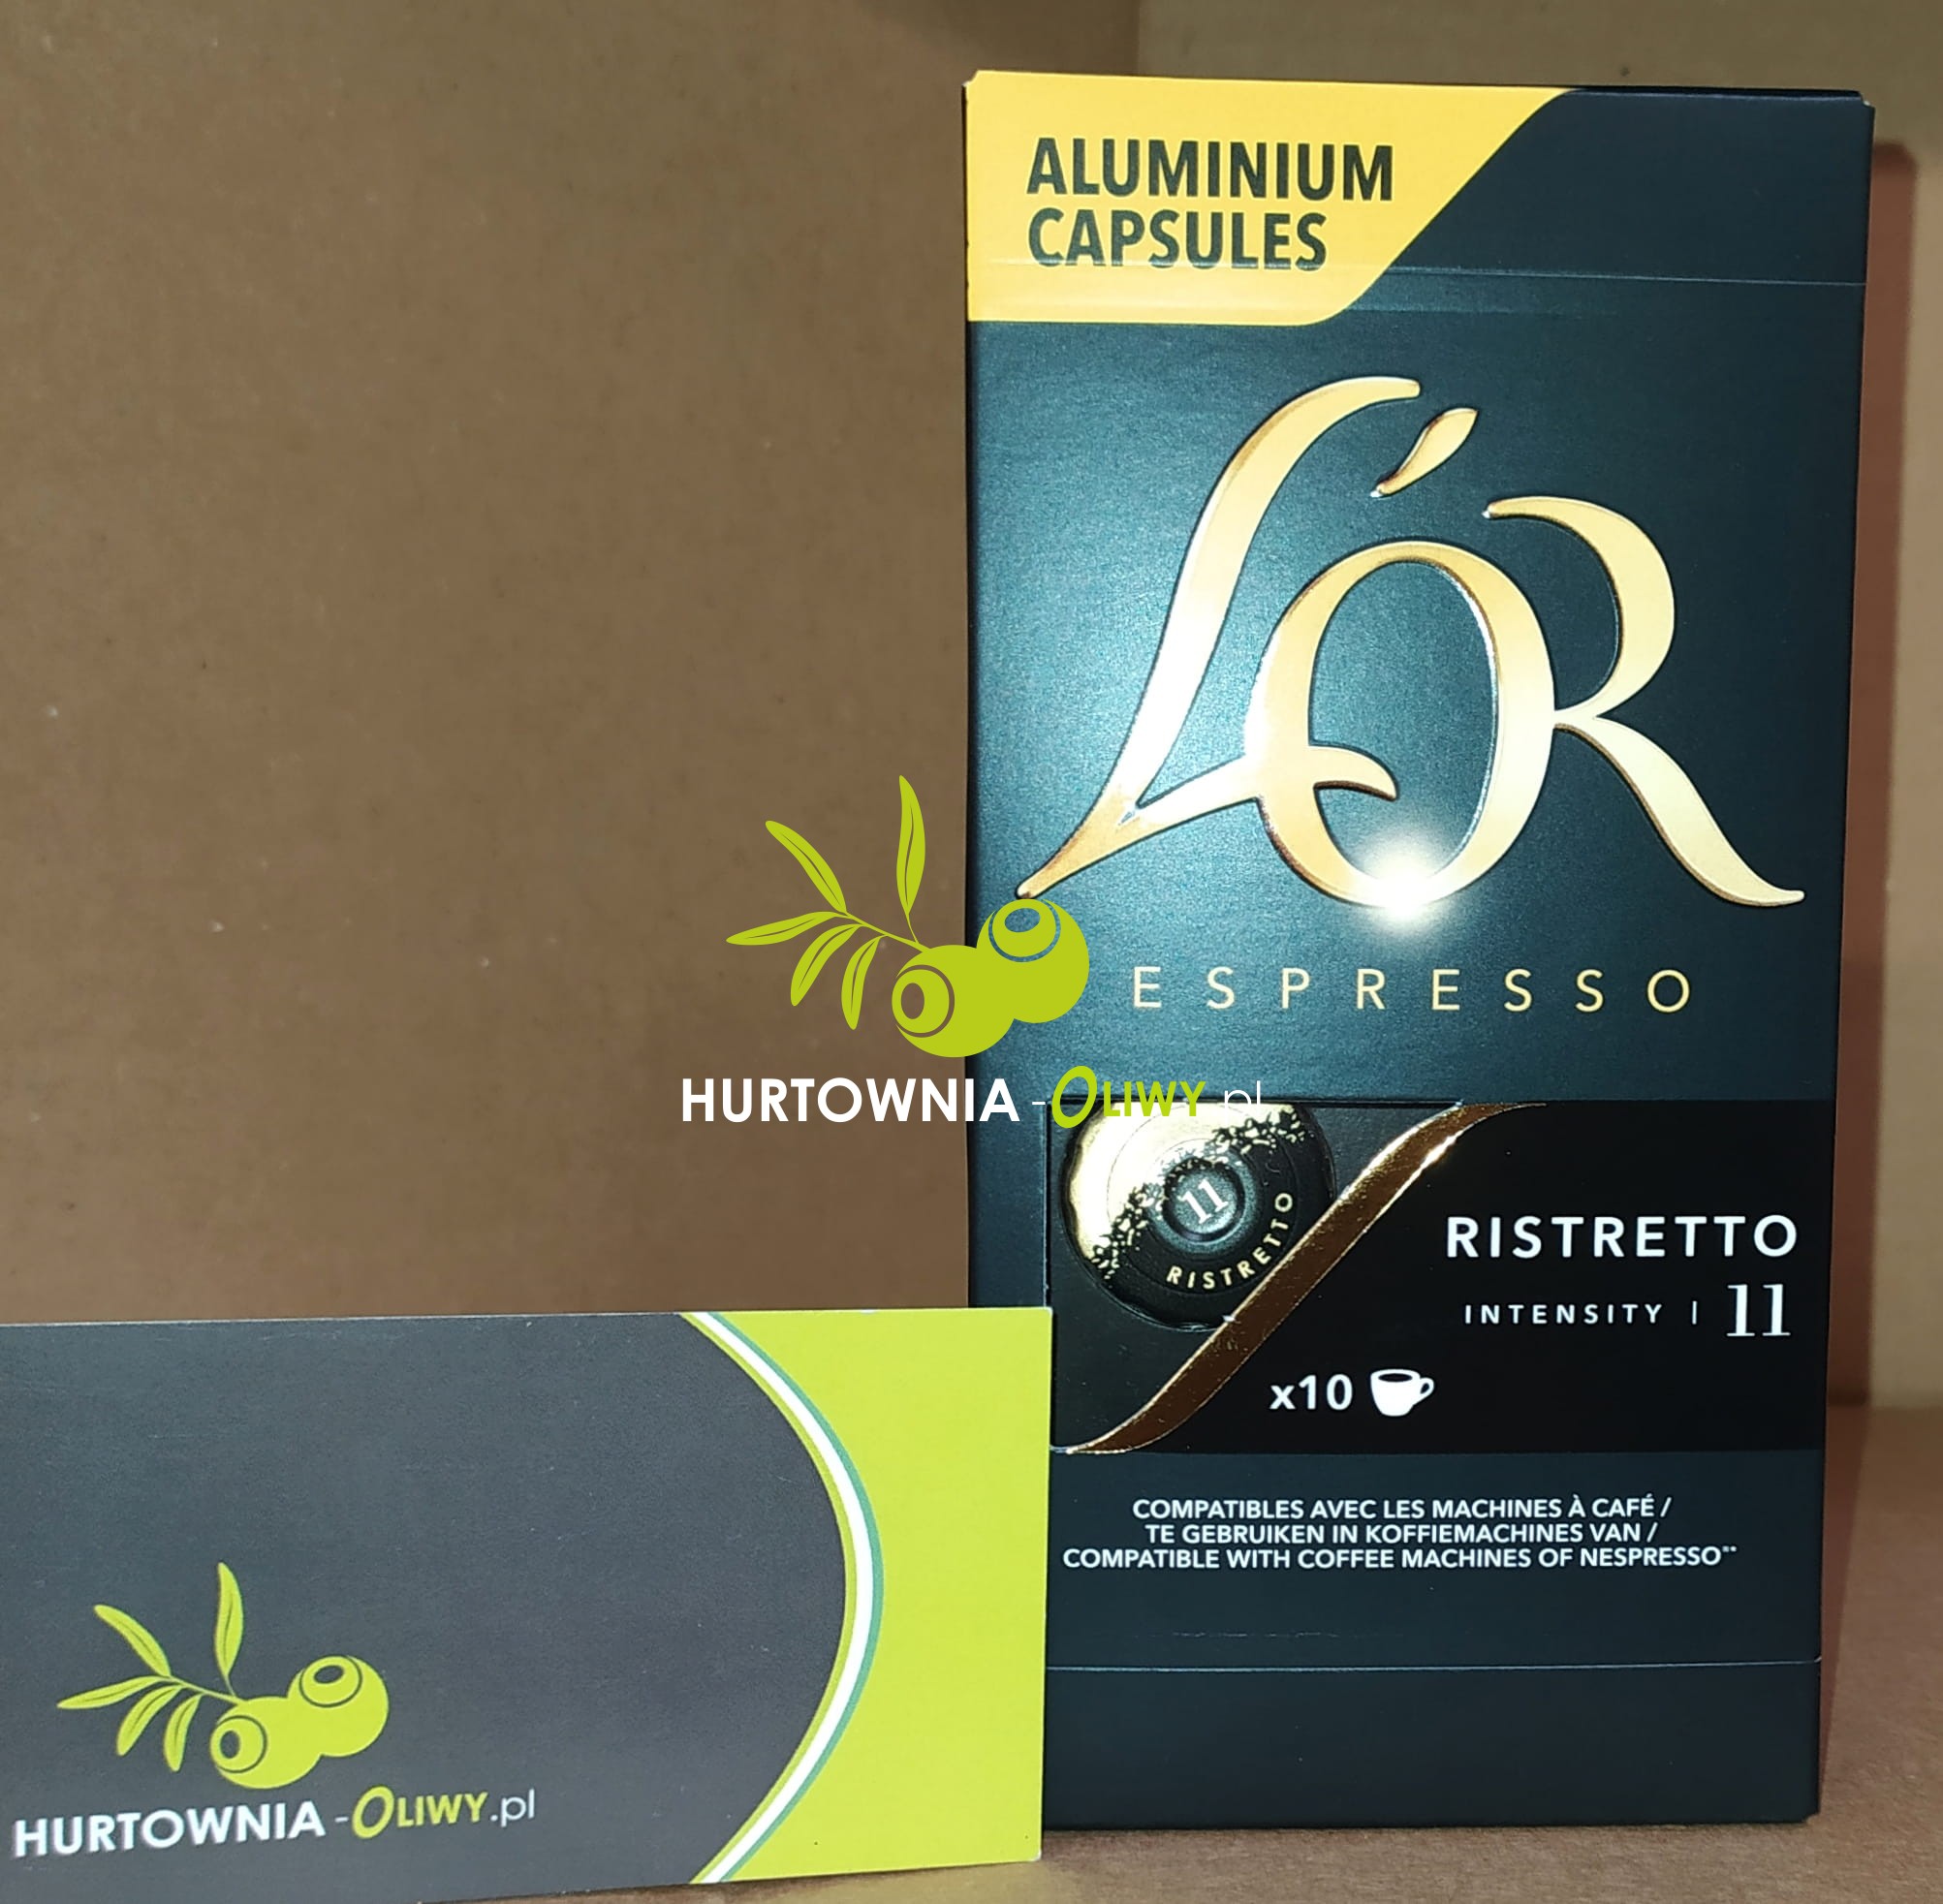 ALUMINIUM
CAPSULES
L'OR
ESPRESSO
HURTOWNIA-OLIWY.pl
11
RISTRETTO
RISTRETTO
INTENSITY | 11
x10
COMPATIBLES AVEC LES MACHINES À CAFÉ /
TE GEBRUIKEN IN KOFFIEMACHINES VAN /
COMPATIBLE WITH COFFEE MACHINES OF NESPRESSO**
HURTOWNIA-OLIWY.pl